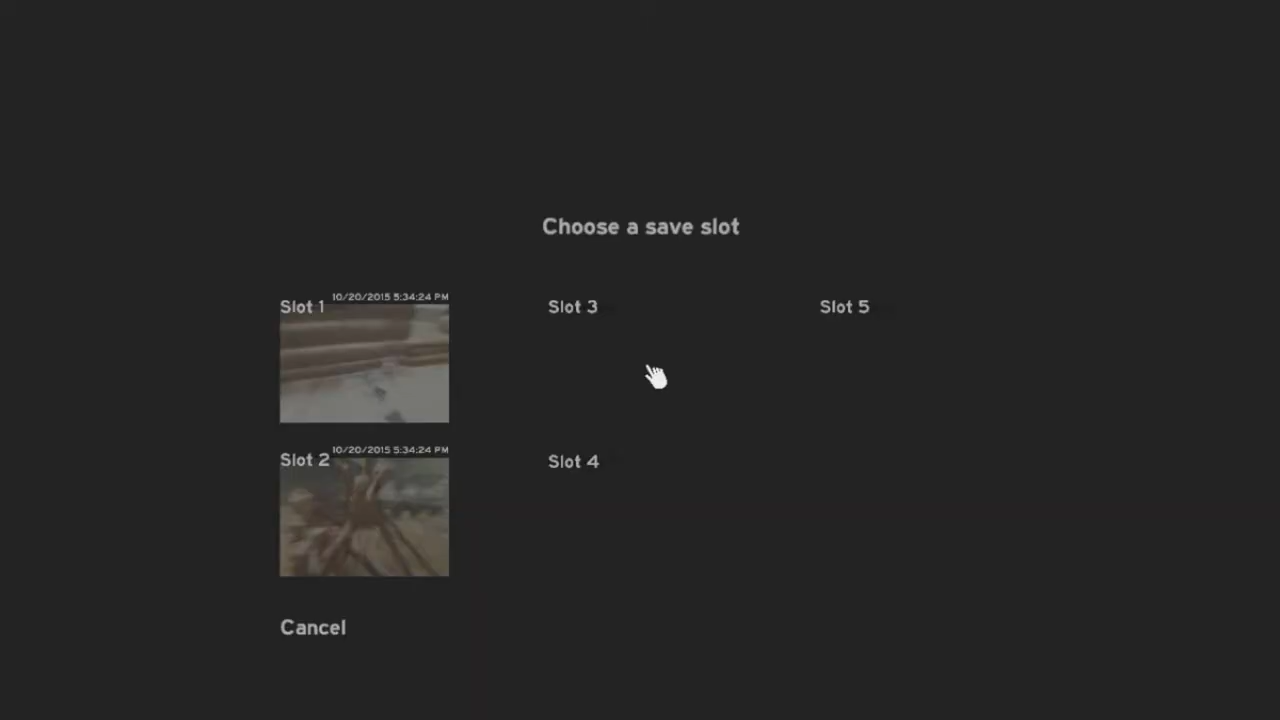 Choose a save slot
Slot 1 10/20/2015 5:34:24 PM
Slot 3
Slot 5
Slot 2 10/20/2015 5:34:24 PM
Slot 4
Cancel